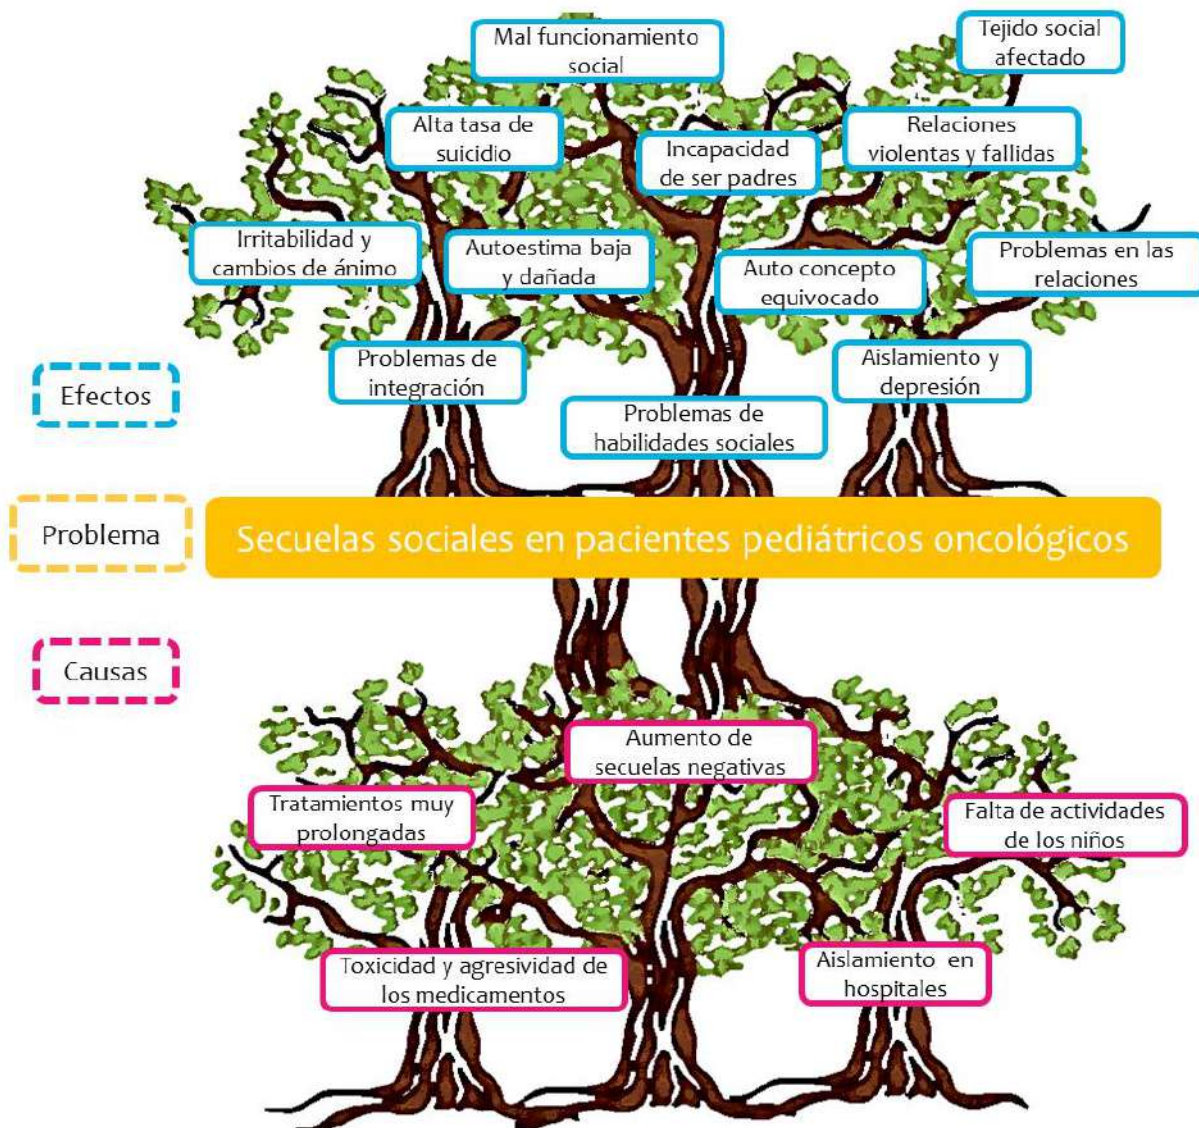 Mal funcionamiento
social
Tejido social
afectado
Alta tasa de
suicidio
Incapacidad
de ser padres
Relaciones
violentas y fallidas
Irritabilidad y
cambios de ánimo
Autoestima baja
y dañada
Auto concepto
equivocado
Problemas en las
relaciones
Problemas de
integración
Aislamiento y
depresión
Efectos
Problemas de
habilidades sociales
Problema
Secuelas sociales en pacientes pediátricos oncológicos
Causas
Aumento de
secuelas negativas
Tratamientos muy
prolongadas
Falta de actividades
de los niños
Toxicidad y agresividad de
los medicamentos
Aislamiento en
hospitales